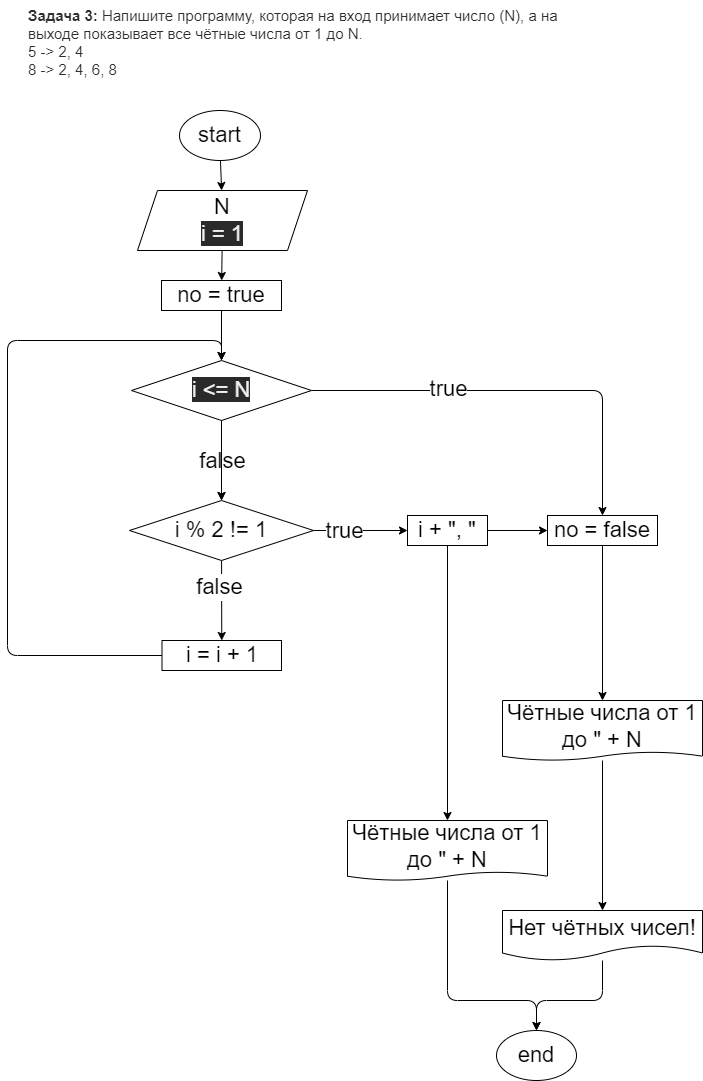 Задача 3: Напишите программу, которая на вход принимает число (N), а на
выходе показывает все чётные числа от 1 до N.
5 -> 2, 4
8 -> 2, 4, 6, 8
start
N
i = 1
no = true
i <= N
true
false
i % 2 != 1
true
i + ", "
no = false
false
i = i + 1
Чётные числа от 1
до " + N
Чётные числа от 1
до " + N
Нет чётных чисел!
end